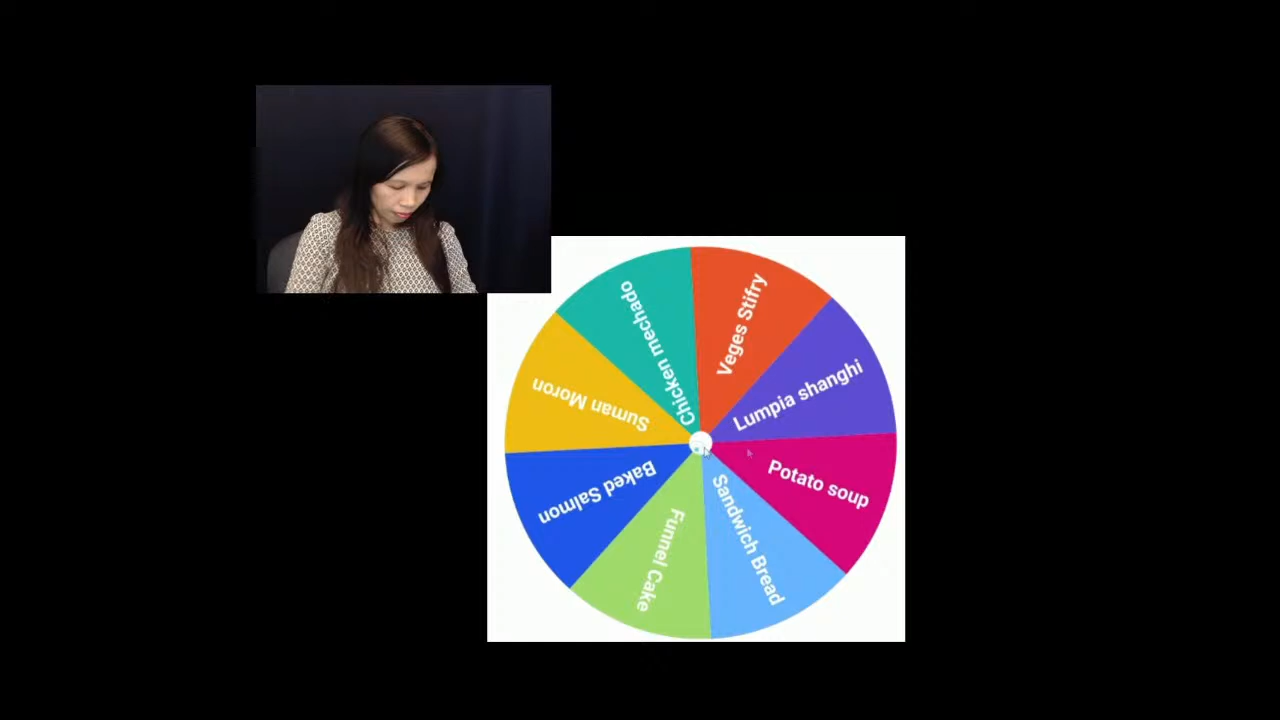 Veges Stifry
Lumpia shanghi
Potato soup
Sandwich Bread
Funnel Cake
Baked Salmon
Suman Moron
Chicken mechado